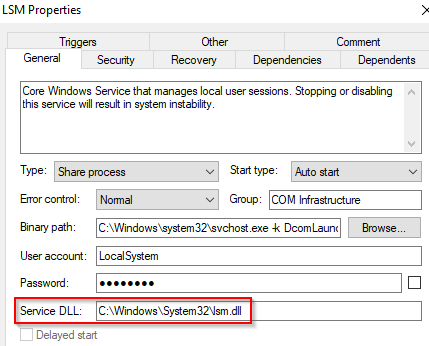 LSM Properties
Triggers Other Comment
General Security Recovery Dependencies Dependents
Core Windows Service that manages local user sessions. Stopping or disabling
this service will result in system instability.
Type: Share process Start type: Auto start
Error control: Normal Group: COM Infrastructure
Binary path: C:\Windows\system32\svchost.exe -k DcomLaunc Browse...
User account: LocalSystem
Password: ●●●●●●●●
Service DLL: C:\Windows\System32\lsm.dll
Delayed start